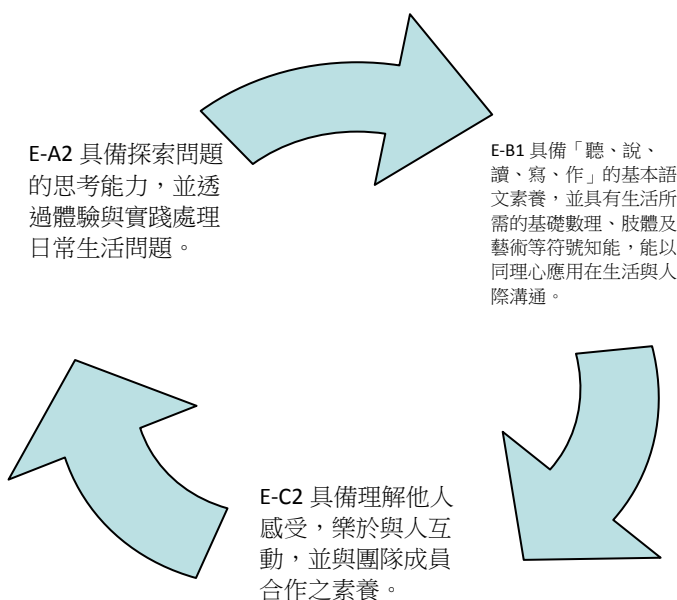 E-A2 具備探索問題
的思考能力，並透
過體驗與實踐處理
日常生活問題。
E-B1 具備「聽、說、
讀、寫、作」的基本語
文素養，並具有生活所
需的基礎數理、肢體及
藝術等符號知能，能以
同理心應用在生活與人
際溝通。
E-C2 具備理解他人
感受，樂於與人互
動，並與團隊成員
合作之素養。